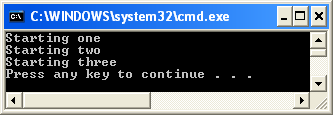 C:\WINDOWS\system32\cmd.exe
Starting one
Starting two
Starting three
Press any key to continue . . .